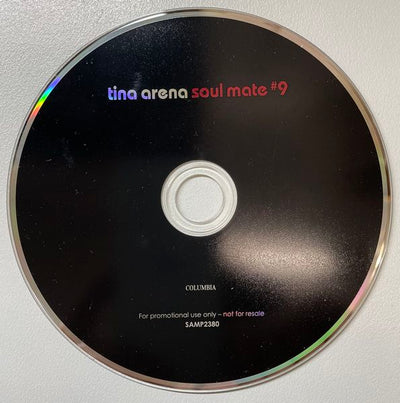 tina arena soul mate #9
COLUMBIA
For promotional use only – not for resale
SAMP2380